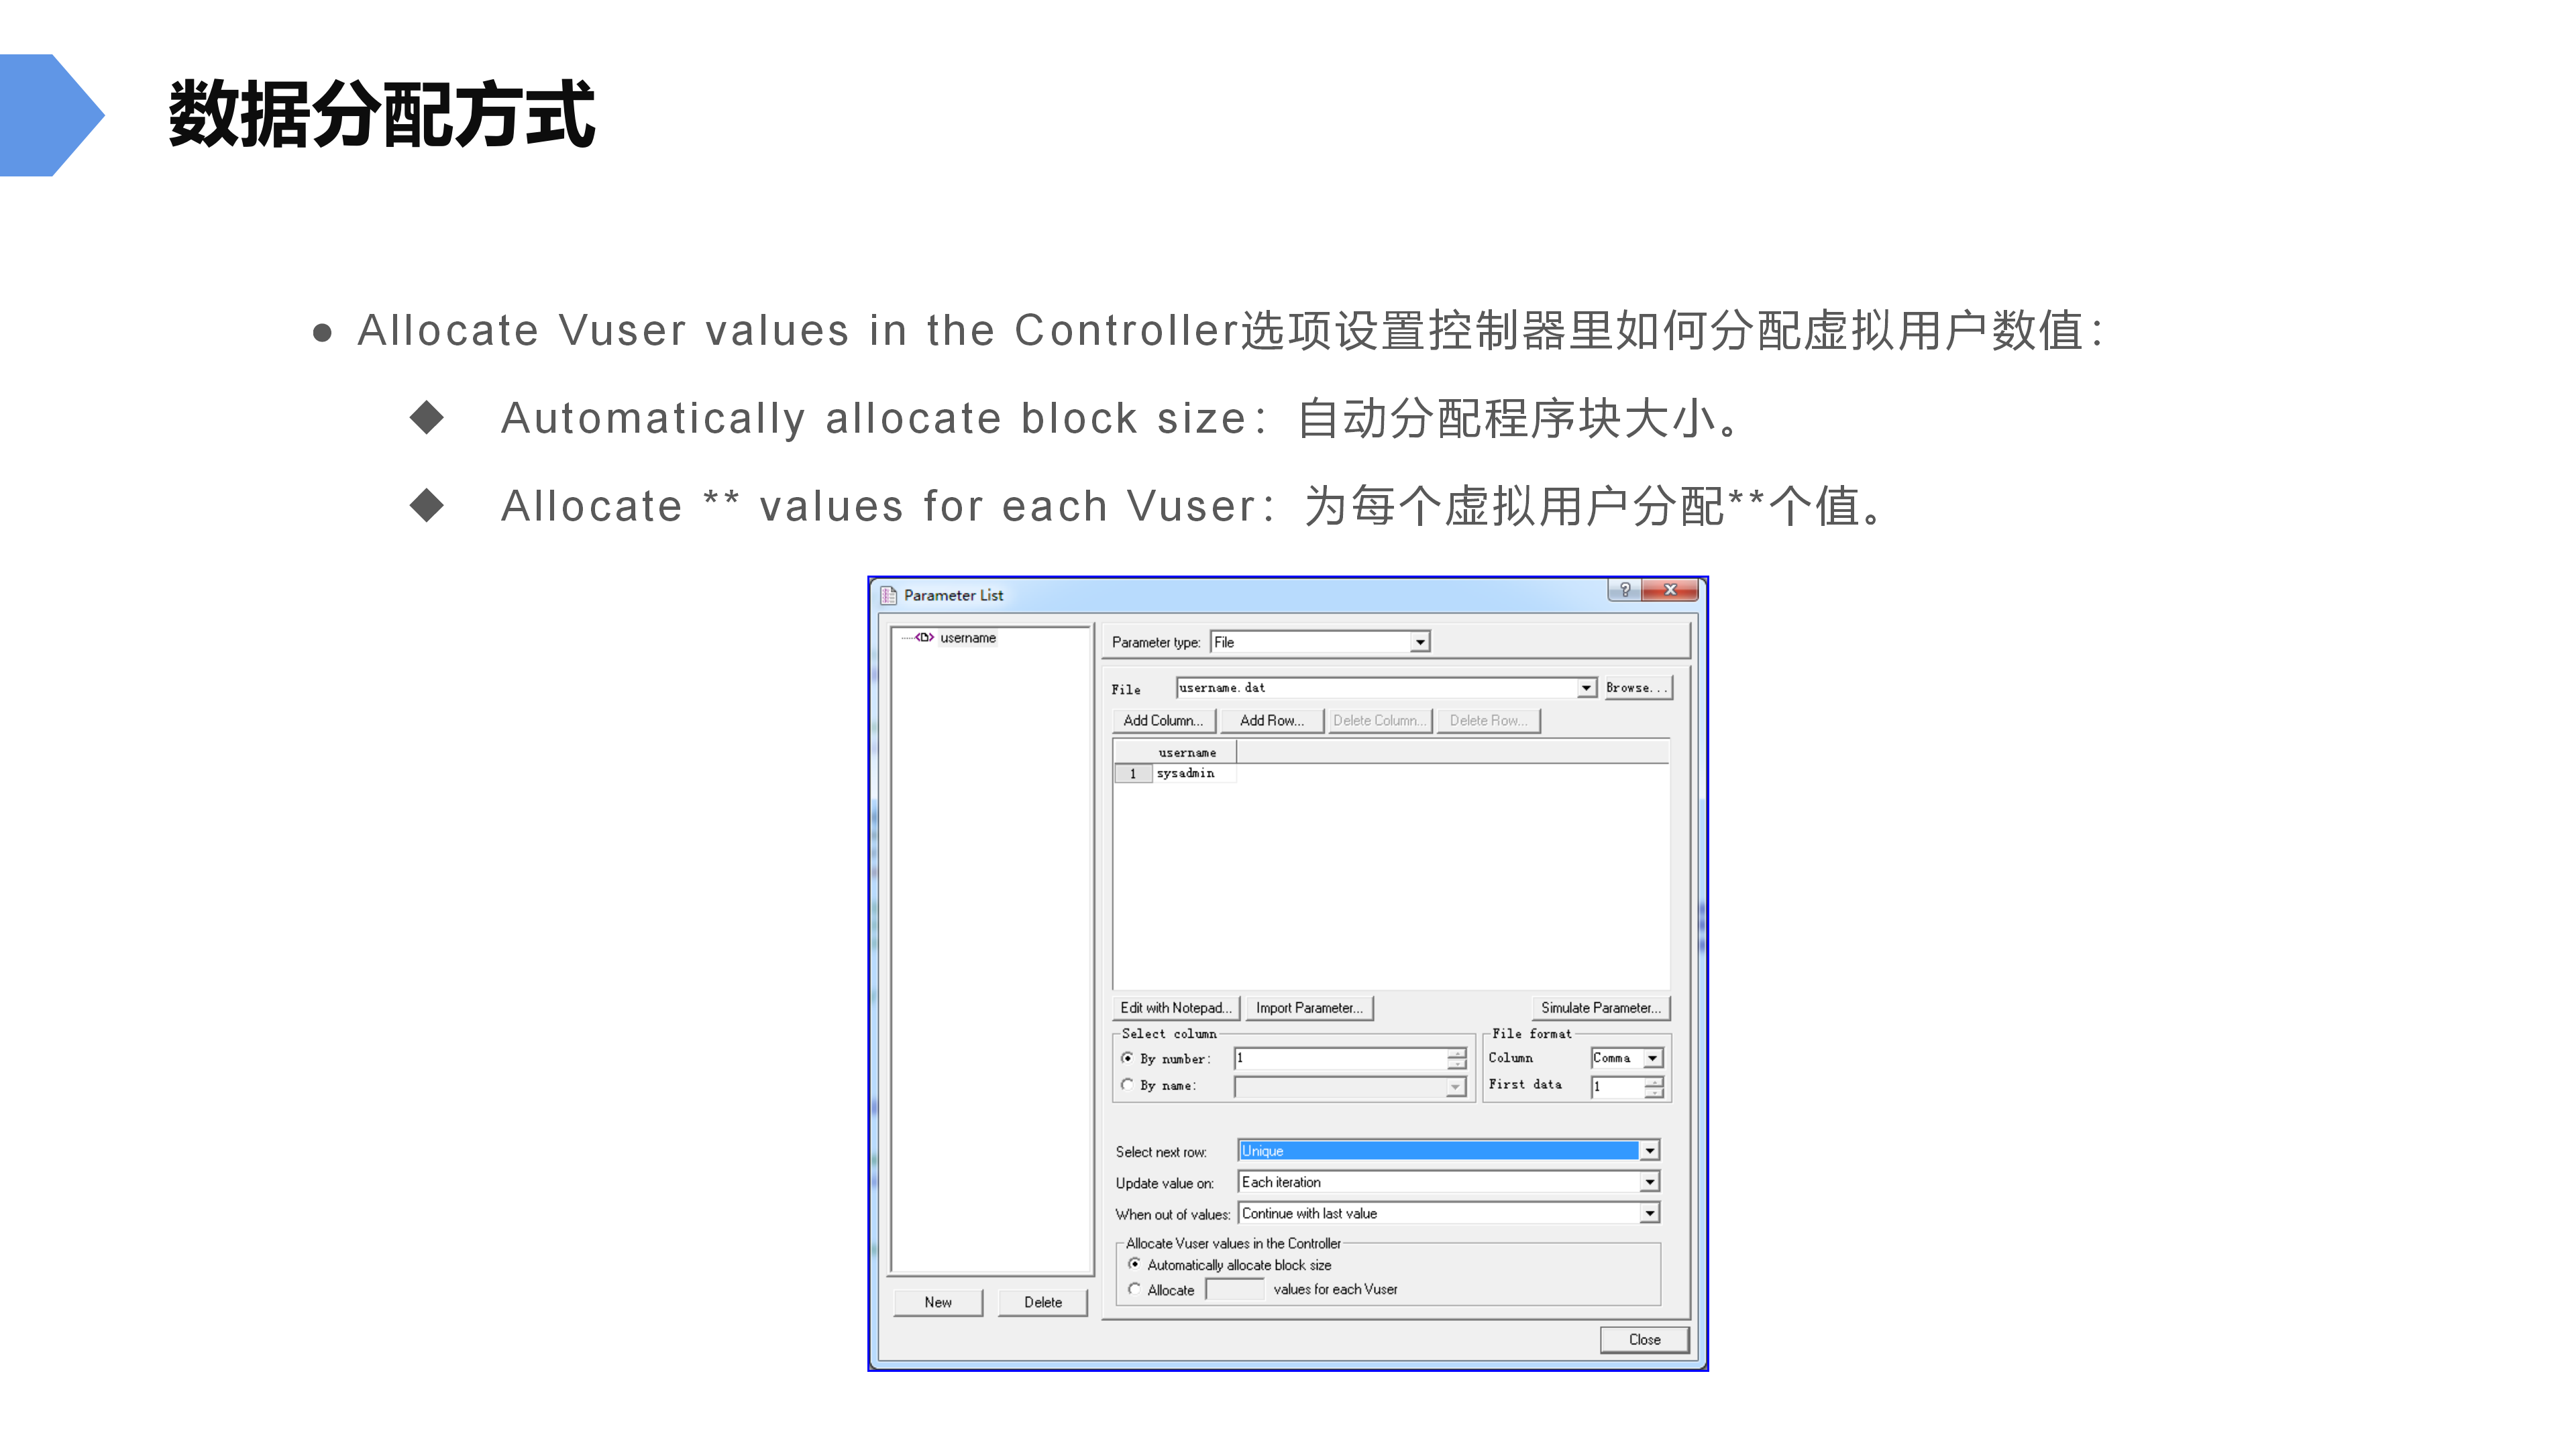 数据分配方式
● Allocate Vuser values in the Controller选项设置控制器里如何分配虚拟用户数值：
◆ Automatically allocate block size：自动分配程序块大小。
◆ Allocate ** values for each Vuser：为每个虚拟用户分配**个值。
Parameter List
?
username
Parameter type: File
File username.dat Browse...
Add Column... Add Row... Delete Column... Delete Row...
username
1 sysadmin
Edit with Notepad... Import Parameter... Simulate Parameter...
Select column File format
By number: 1 Column Comma
By name: First data 1
Select next row: Unique
Update value on: Each iteration
When out of values: Continue with last value
Allocate Vuser values in the Controller
Automatically allocate block size
Allocate values for each Vuser
New Delete
Close